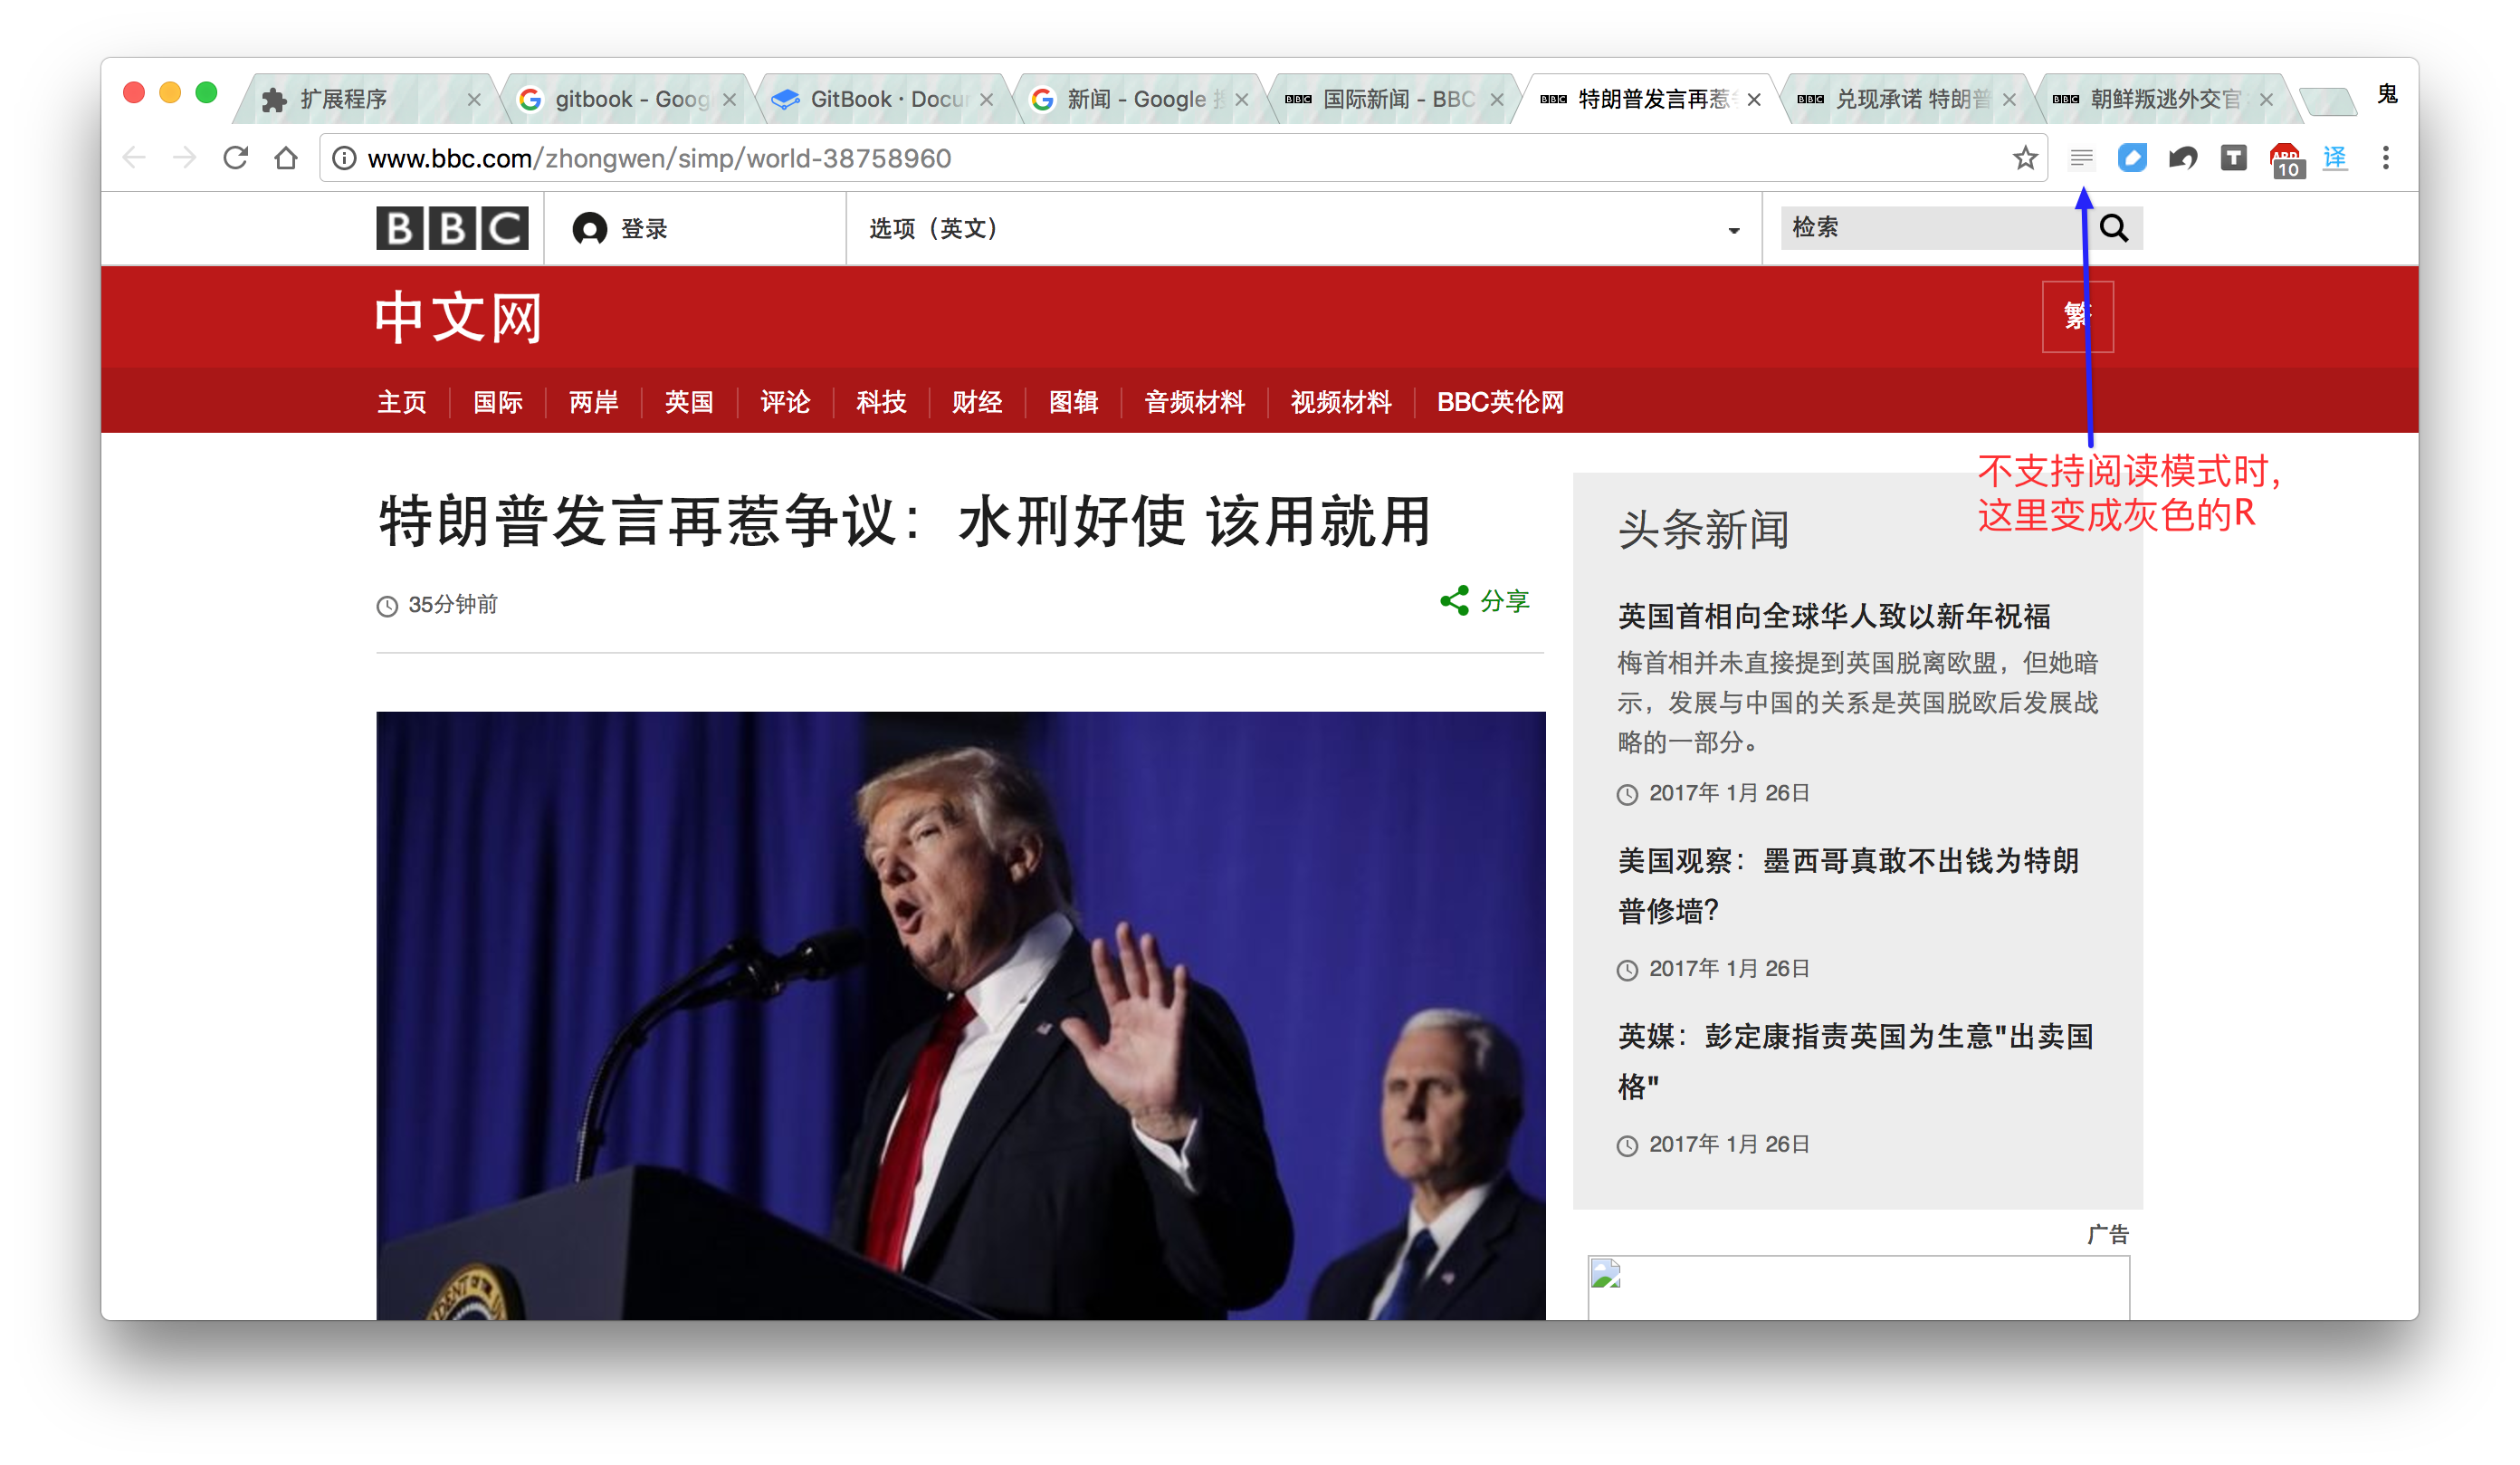 扩展程序
gitbook - Goog
GitBook · Docu
新闻 - Google
国际新闻 - BBC
BBC 特朗普发言再惹
BBC 兑现承诺 特朗普
BBC 朝鲜叛逃外交官
鬼
www.bbc.com/zhongwen/simp/world-38758960
T
10
译
BBC
登录
选项（英文）
检索
中文网
繁
主页
国际
两岸
英国
评论
科技
财经
图辑
音频材料
视频材料
BBC英伦网
不支持阅读模式时，
这里变成灰色的R
特朗普发言再惹争议：水刑好使 该用就用
35分钟前
分享
头条新闻
英国首相向全球华人致以新年祝福
梅首相并未直接提到英国脱离欧盟，但她暗
示，发展与中国的关系是英国脱欧后发展战
略的一部分。
2017年 1月 26日
美国观察：墨西哥真敢不出钱为特朗
普修墙？
2017年 1月 26日
英媒：彭定康指责英国为生意"出卖国
格"
2017年 1月 26日
广告